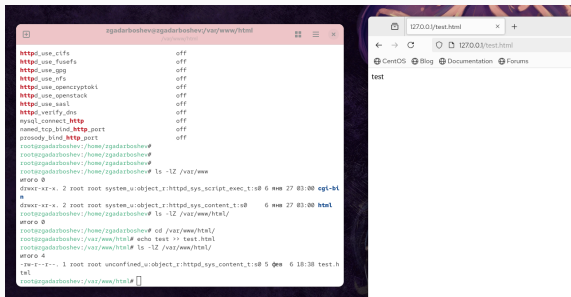 zgadarboshev@zgadarboshev:/var/www/html
/var/www/html
httpd_use_cifs off
httpd_use_fusefs off
httpd_use_gpg off
httpd_use_nfs off
httpd_use_opencryptoki off
httpd_use_openstack off
httpd_use_sasl off
httpd_verify_dns off
mysql_connect_http off
named_tcp_bind_http_port off
prosody_bind_http_port off
root@zgadarboshev:/home/zgadarboshev#
root@zgadarboshev:/home/zgadarboshev#
root@zgadarboshev:/home/zgadarboshev# ls -lZ /var/www
итого 0
drwxr-xr-x. 2 root root system_u:object_r:httpd_sys_script_exec_t:s0 6 янв 27 03:00 cgi-bi
n
drwxr-xr-x. 2 root root system_u:object_r:httpd_sys_content_t:s0 6 янв 27 03:00 html
root@zgadarboshev:/home/zgadarboshev# ls -lZ /var/www/html/
итого 0
root@zgadarboshev:/home/zgadarboshev# cd /var/www/html/
root@zgadarboshev:/var/www/html# echo test >> test.html
root@zgadarboshev:/var/www/html# ls -lZ /var/www/html/
итого 4
-rw-r--r--. 1 root root unconfined_u:object_r:httpd_sys_content_t:s0 5 фев 6 18:38 test.h
tml
root@zgadarboshev:/var/www/html#
127.0.0.1/test.html
127.0.0.1/test.html
CentOS Blog Documentation Forums
test